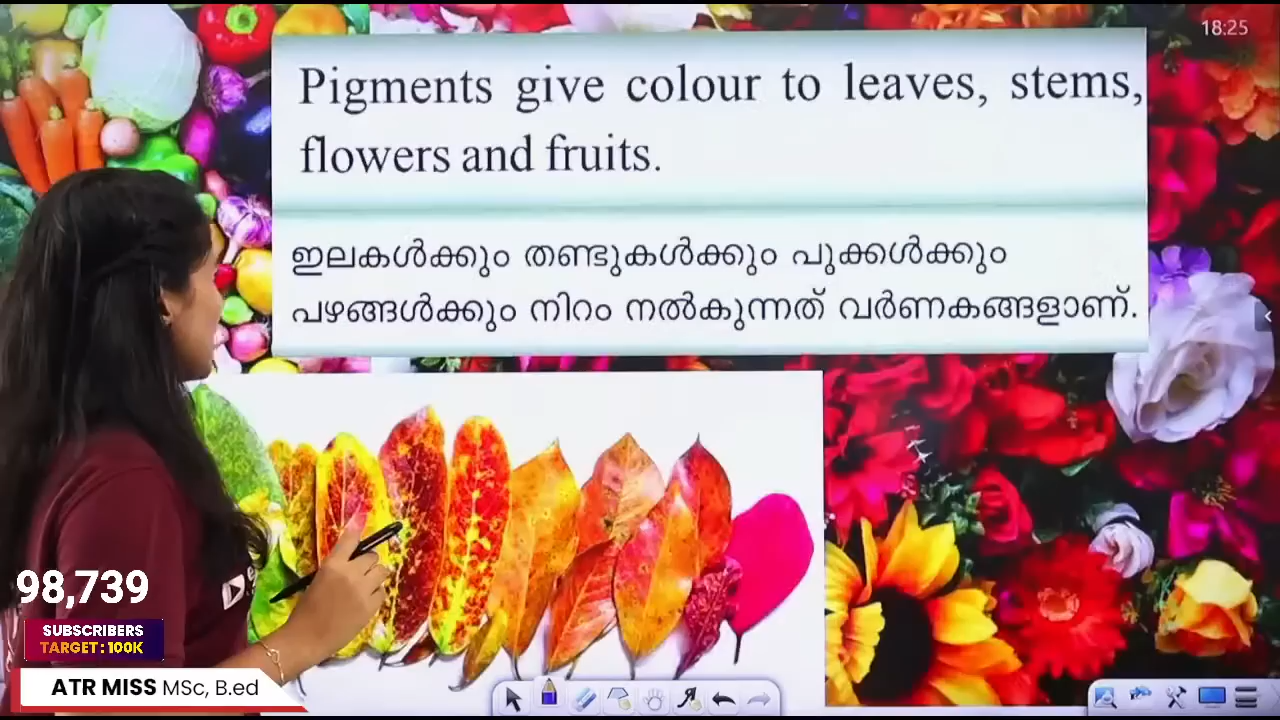 18:25
Pigments give colour to leaves, stems,
flowers and fruits.
ഇലകൾക്കും തണ്ടുകൾക്കും പൂക്കൾക്കും
പഴങ്ങൾക്കും നിറം നൽകുന്നത് വർണകങ്ങളാണ്.
98,739
SUBSCRIBERS
TARGET : 100K
ATR MISS MSc, B.ed